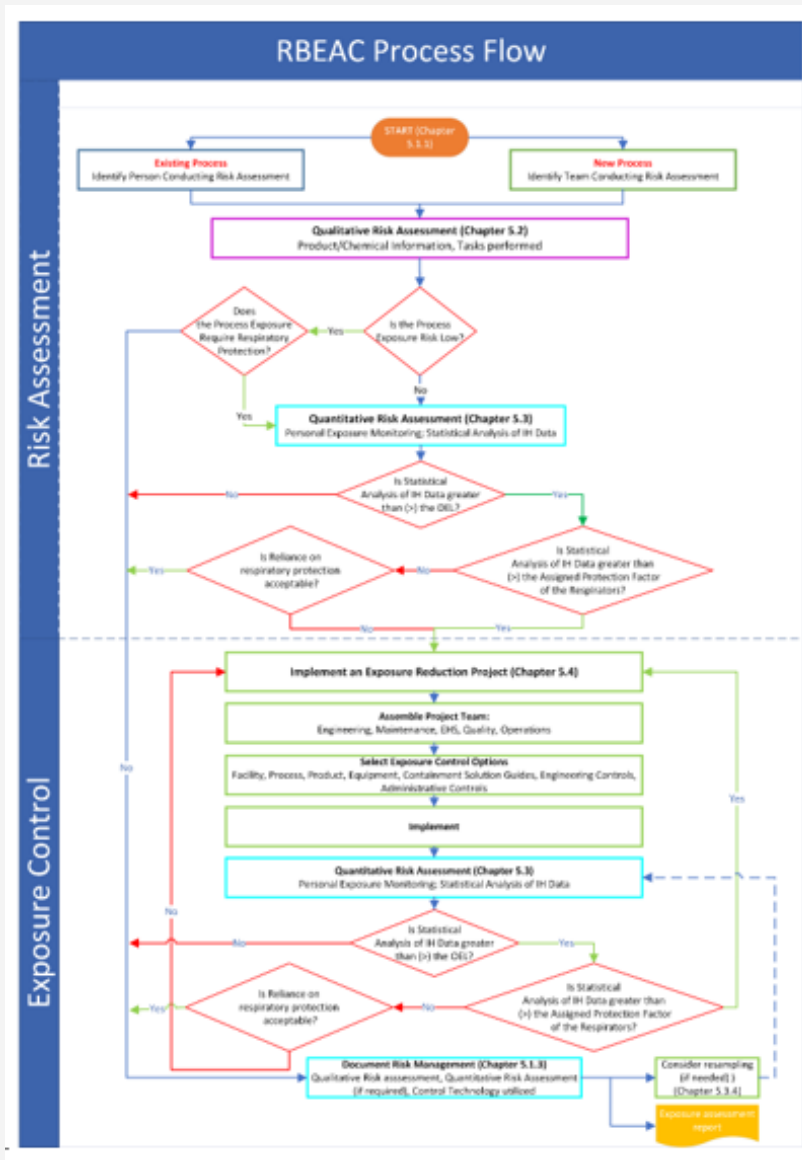 RBEAC Process Flow
Risk Assessment
START (Chapter
5.1.1)
Existing Process
Identify Person Conducting Risk Assessment
New Process
Identify Team Conducting Risk Assessment
Qualitative Risk Assessment (Chapter 5.2)
Product/Chemical Information, Tasks performed
Does
the Process Exposure
Require Respiratory
Protection?
Yes
Is the Process
Exposure Risk Low?
Yes
No
Quantitative Risk Assessment (Chapter 5.3)
Personal Exposure Monitoring; Statistical Analysis of IH Data
No
Is Statistical
Analysis of IH Data greater
than (>) the OEL?
Yes
Yes
Is Reliance on
respiratory protection
acceptable?
No
Is Statistical
Analysis of IH Data greater than
(>) the Assigned Protection Factor
of the Respirators?
No
Yes
Exposure Control
Implement an Exposure Reduction Project (Chapter 5.4)
Assemble Project Team:
Engineering, Maintenance, EHS, Quality, Operations
No
Select Exposure Control Options
Facility, Process, Product, Equipment, Containment Solution Guides, Engineering Controls,
Administrative Controls
Yes
Implement
Quantitative Risk Assessment (Chapter 5.3)
Personal Exposure Monitoring; Statistical Analysis of IH Data
No
No
Is Statistical
Analysis of IH Data greater
than (>) the OEL?
Yes
Yes
Is Reliance on
respiratory protection
acceptable?
No
Is Statistical
Analysis of IH Data greater than
(>) the Assigned Protection Factor
of the Respirators?
Document Risk Management (Chapter 5.1.3)
Qualitative Risk asssessment, Quantitative Risk Assessment
(if required), Control Technology utilized
Consider resampling
(if needed) )
(Chapter 5.3.4)
Exposure assessment
report